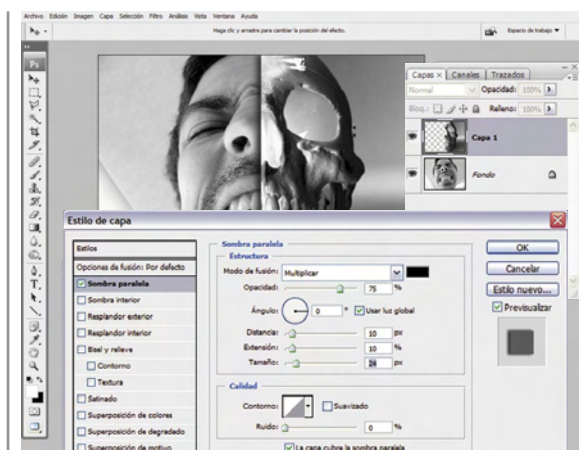 Archivo Edición Imagen Capa Selección Filtro Análisis Vista Ventana Ayuda
Haga clic y arrastre para cambiar la posición del efecto.
Espacio de trabajo
Ps
Capas × Canales Trazados
Normal Opacidad: 100%
Bloq.: Relleno: 100%
Capa 1
Fondo
Estilo de capa
Estilos
Opciones de fusión: Por defecto
Sombra paralela
Sombra interior
Resplandor exterior
Resplandor interior
Bisel y relieve
Contorno
Textura
Satinado
Superposición de colores
Superposición de degradado
Superposición de motivo
Sombra paralela
Estructura
Modo de fusión: Multiplicar
Opacidad: 75 %
Ángulo: 0 ° Usar luz global
Distancia: 10 px
Extensión: 10 %
Tamaño: 24 px
Calidad
Contorno: Suavizado
Ruido: 0 %
La capa cubre la sombra paralela
OK
Cancelar
Estilo nuevo...
Previsualizar